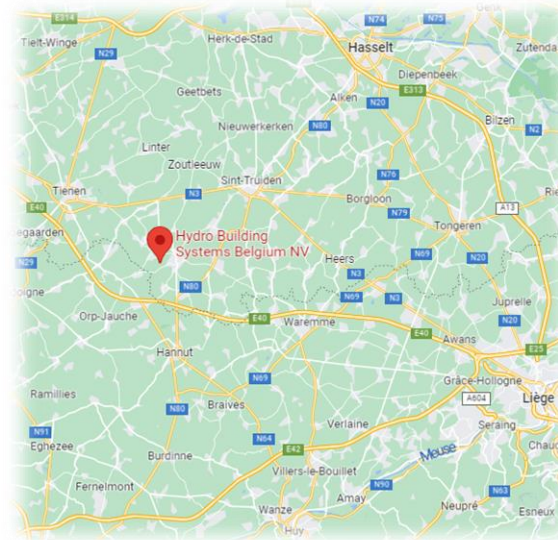 E314
N74
N75
Tielt-Winge
Herk-de-Stad
Hasselt
Zutenda
N29
Diepenbeek
Geetbets
Alken
E313
N20
Nieuwerkerken
N80
Bilzen
N2
Linter
Zoutleeuw
N76
Tienen
N3
Sint-Truiden
Borgloon
E40
N79
A13
Tongeren
egaarden
Hydro Building
Systems Belgium NV
N29
Heers
N69
N20
N3
oigne
N80
N69
N3
Juprelle
Orp-Jauche
E40
Waremme
N20
E40
Awans
E25
Hannut
N69
Grâce-Hollogne
Ramillies
A604
Liège
N80
Braives
N91
N64
Verlaine
Seraing
Eghezee
E42
Meuse
Chau
Burdinne
Villers-le-Bouillet
N90
N63
Fernelmont
Amay
Neupré
Wanze
Esneux
Huy